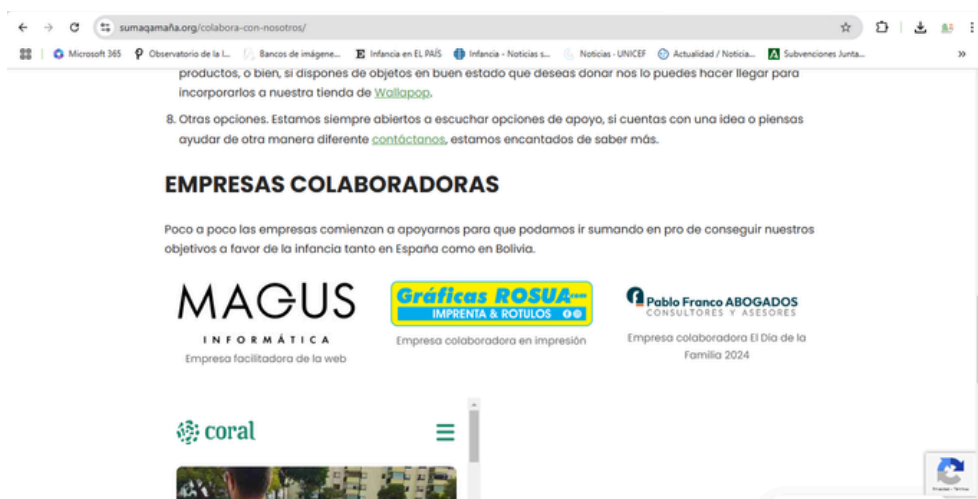 sumaqamaña.org/colabora-con-nosotros/
Microsoft 365 Observatorio de la I... Bancos de imágene... Infancia en EL PAÍS Infancia - Noticias s... Noticias - UNICEF Actualidad / Noticia... Subvenciones Junta... »
productos, o bien, si dispones de objetos en buen estado que deseas donar nos lo puedes hacer llegar para
incorporarlos a nuestra tienda de Wallapop.
8. Otras opciones. Estamos siempre abiertos a escuchar opciones de apoyo, si cuentas con una idea o piensas
ayudar de otra manera diferente contáctanos, estamos encantados de saber más.
EMPRESAS COLABORADORAS
Poco a poco las empresas comienzan a apoyarnos para que podamos ir sumando en pro de conseguir nuestros
objetivos a favor de la infancia tanto en España como en Bolivia.
MAGUS
INFORMÁTICA
Empresa facilitadora de la web
Gráficas ROSUA.com
IMPRENTA & ROTULOS
Empresa colaboradora en impresión
Pablo Franco ABOGADOS
CONSULTORES Y ASESORES
Empresa colaboradora El Día de la
Familia 2024
coral